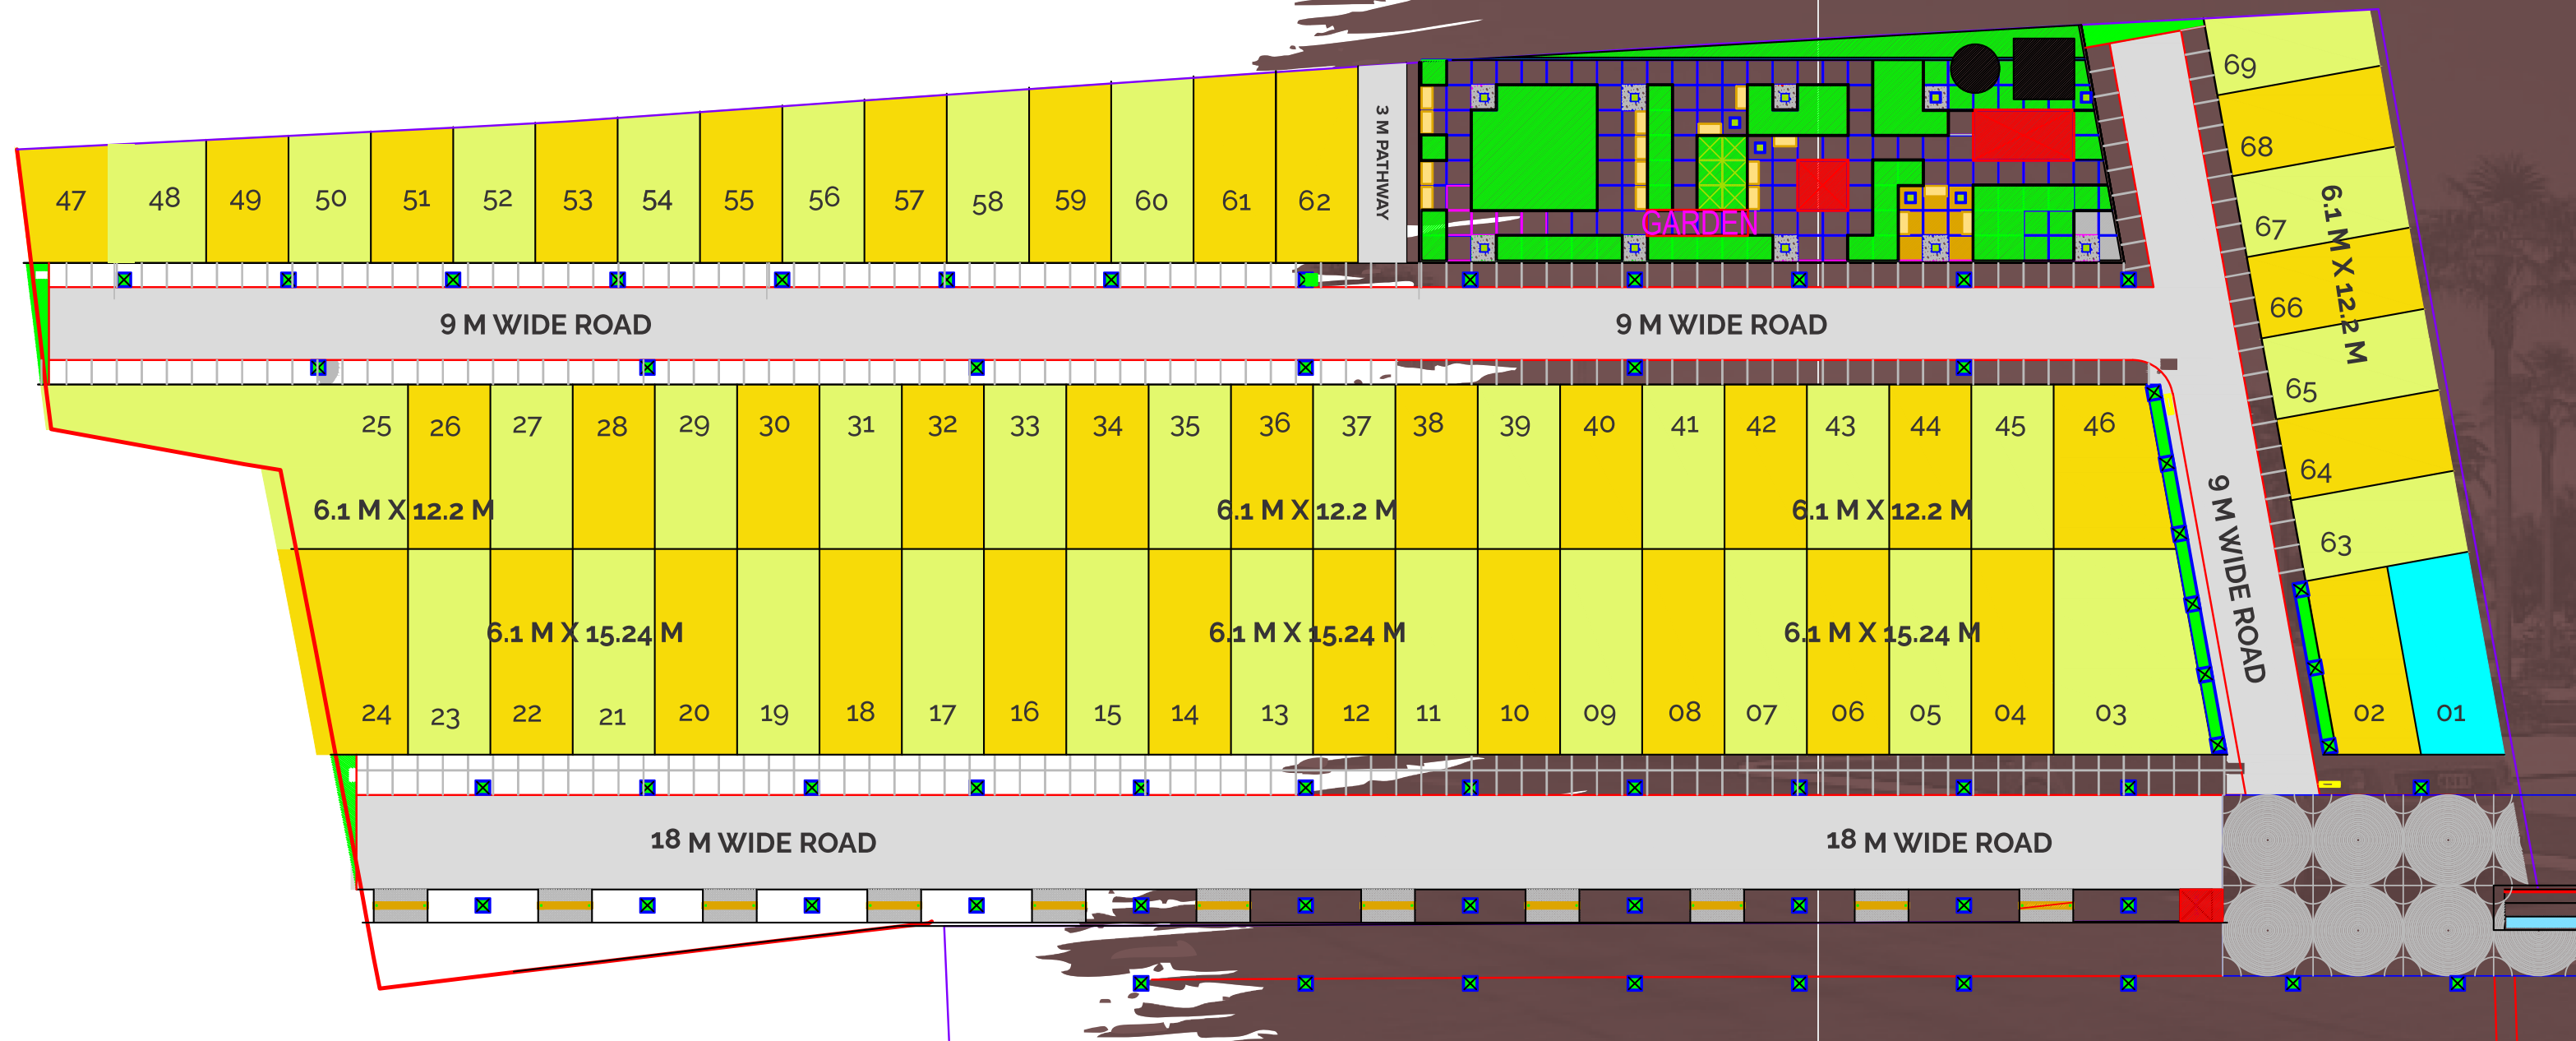 47 48 49 50 51 52 53 54 55 56 57 58 59 60 61 62
3 M PATHWAY
GARDEN
69
68
67
66
65
64
63
6.1 M X 12.2 M
9 M WIDE ROAD 9 M WIDE ROAD
25 26 27 28 29 30 31 32 33 34 35 36 37 38 39 40 41 42 43 44 45 46
6.1 M X 12.2 M 6.1 M X 12.2 M 6.1 M X 12.2 M
9 M WIDE ROAD
6.1 M X 15.24 M 6.1 M X 15.24 M 6.1 M X 15.24 M
24 23 22 21 20 19 18 17 16 15 14 13 12 11 10 09 08 07 06 05 04 03 02 01
18 M WIDE ROAD 18 M WIDE ROAD